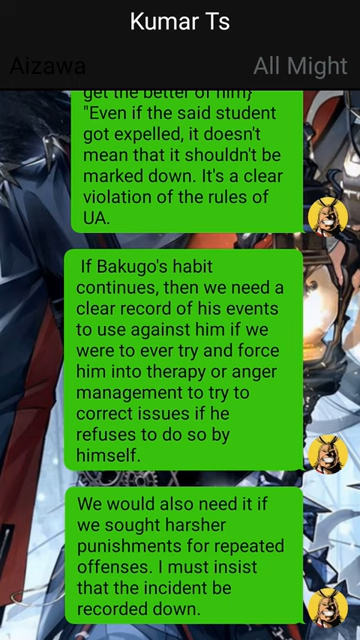 Kumar Ts
Aizawa
All Might
get the better of him}
"Even if the said student
got expelled, it doesn't
mean that it shouldn't be
marked down. It's a clear
violation of the rules of
UA.
If Bakugo's habit
continues, then we need a
clear record of his events
to use against him if we
were to ever try and force
him into therapy or anger
management to try to
correct issues if he
refuses to do so by
himself.
We would also need it if
we sought harsher
punishments for repeated
offenses. I must insist
that the incident be
recorded down.